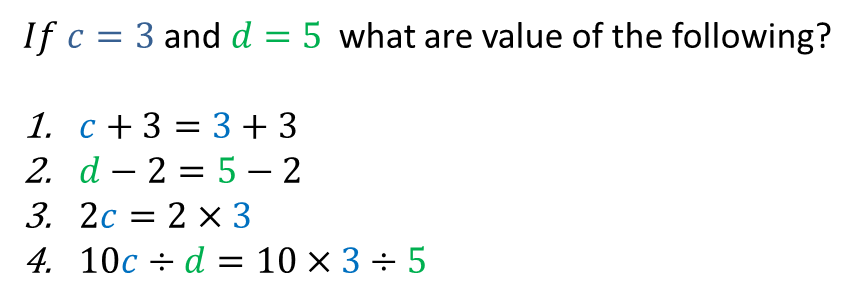 If c = 3 and d = 5 what are value of the following?
1. c + 3 = 3 + 3
2. d − 2 = 5 − 2
3. 2c = 2 × 3
4. 10c ÷ d = 10 × 3 ÷ 5